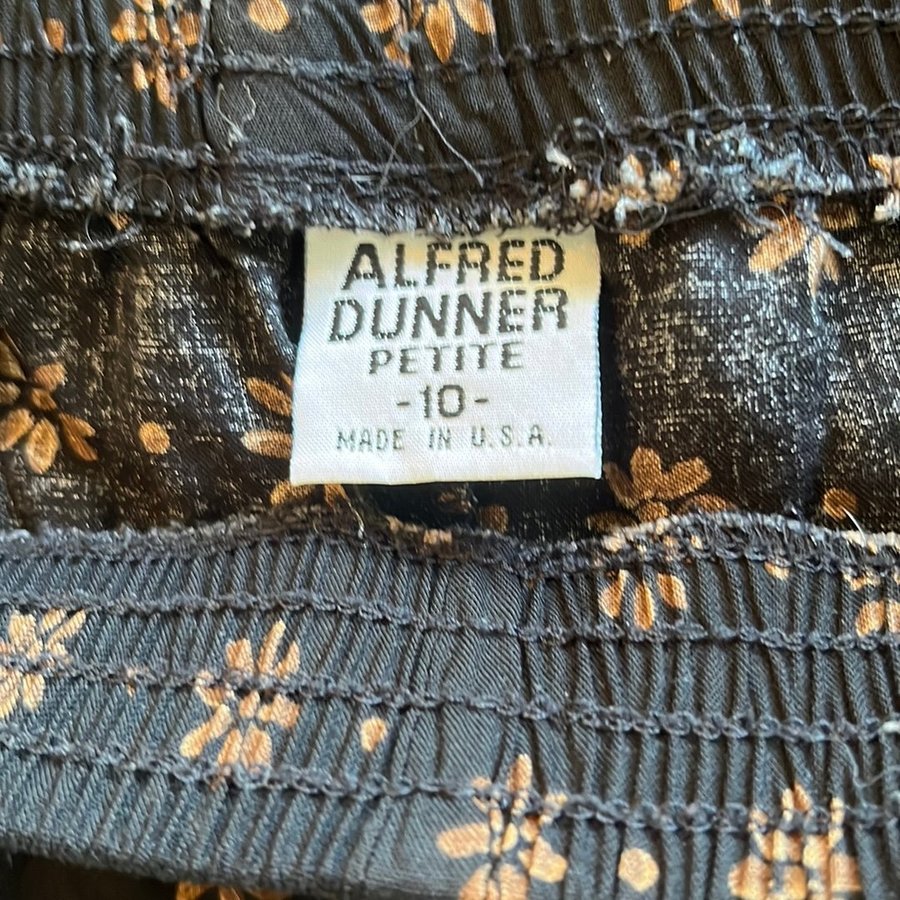 ALFRED
DUNNER
PETITE
-10-
MADE IN U.S.A.